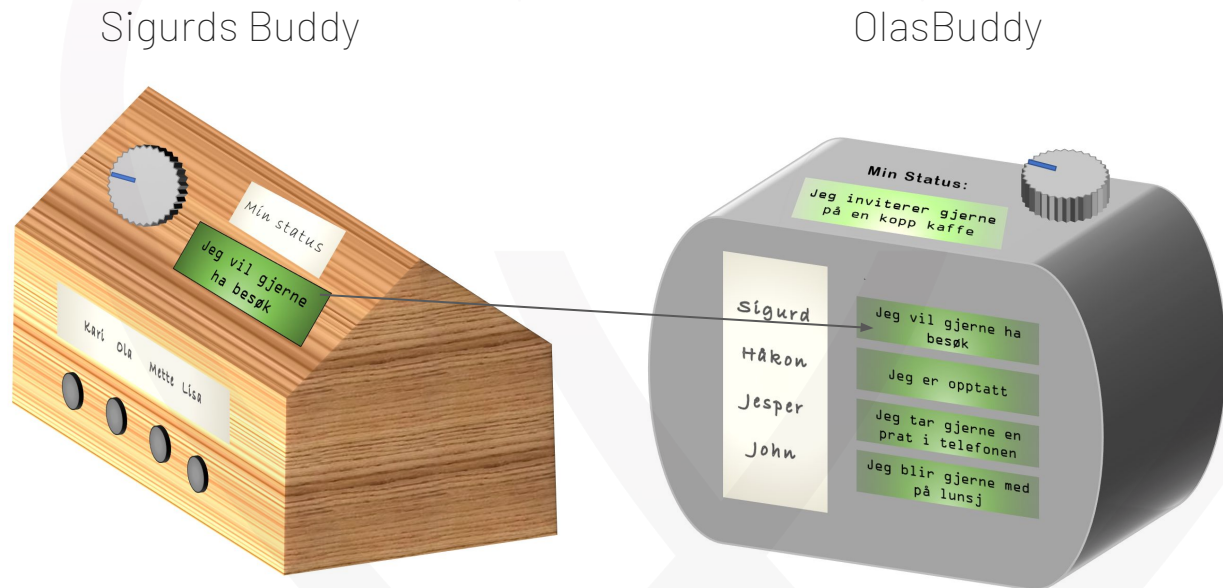 Sigurds Buddy
OlasBuddy
Min status
Jeg vil gjerne
ha besøk
Kari Ola Mette Lisa
Min Status:
Jeg inviterer gjerne
på en kopp kaffe
Sigurd
Håkon
Jesper
John
Jeg vil gjerne ha
besøk
Jeg er opptatt
Jeg tar gjerne en
prat i telefonen
Jeg blir gjerne med
på lunsj